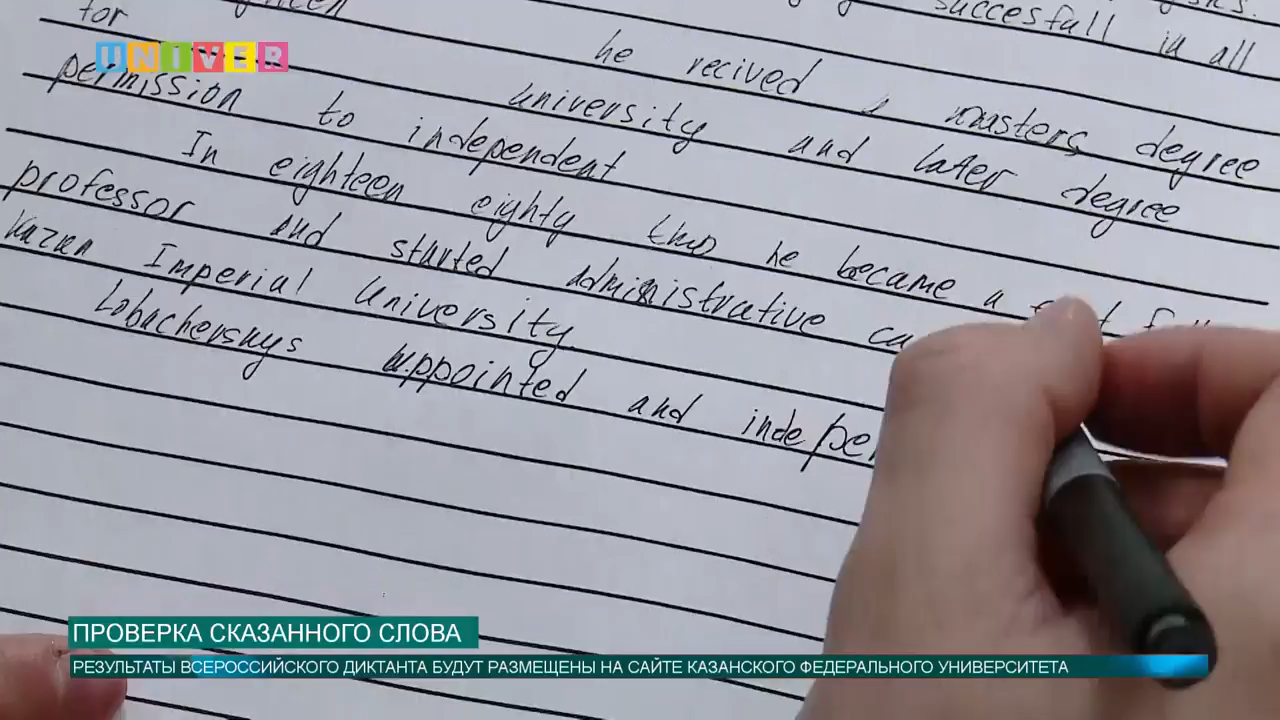 succesfull in all
for
UNIVER
he recived a masters degree
permission to independent university and later degree
In eighteen eighty two he became a
professor and started administrative
Kazan Imperial University
Lobachevskys appointed and indepe
ПРОВЕРКА СКАЗАННОГО СЛОВА
РЕЗУЛЬТАТЫ ВСЕРОССИЙСКОГО ДИКТАНТА БУДУТ РАЗМЕЩЕНЫ НА САЙТЕ КАЗАНСКОГО ФЕДЕРАЛЬНОГО УНИВЕРСИТЕТА